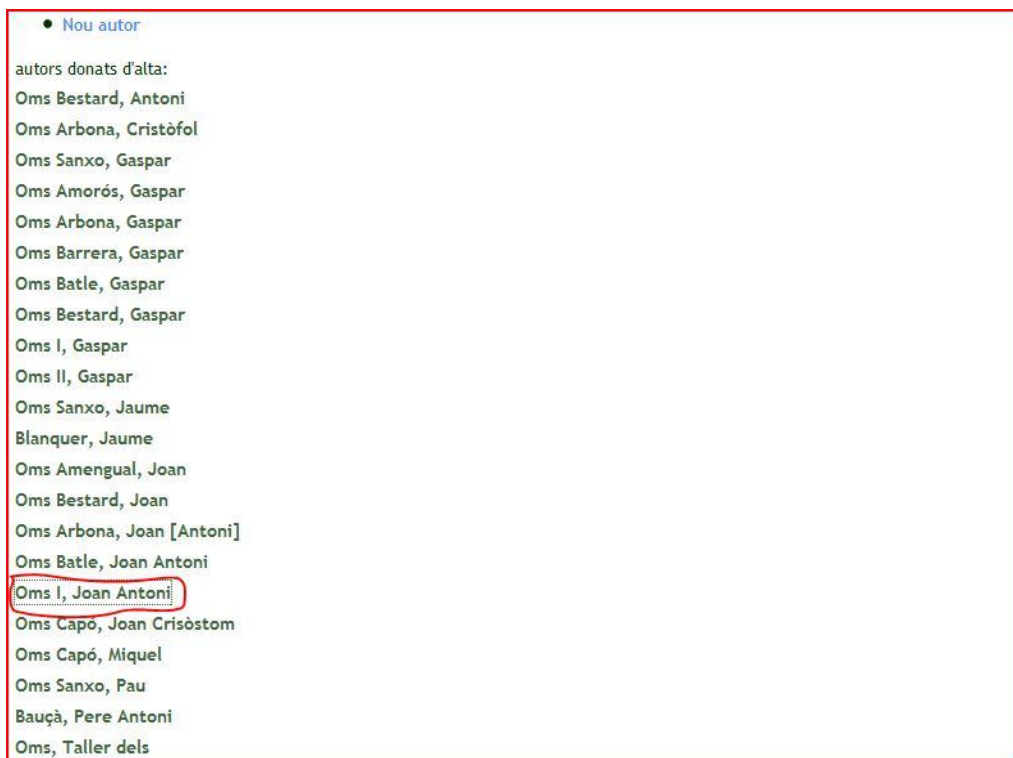 Nou autor
autors donats d'alta:
Oms Bestard, Antoni
Oms Arbona, Cristòfol
Oms Sanxo, Gaspar
Oms Amorós, Gaspar
Oms Arbona, Gaspar
Oms Barrera, Gaspar
Oms Batle, Gaspar
Oms Bestard, Gaspar
Oms I, Gaspar
Oms II, Gaspar
Oms Sanxo, Jaume
Blanquer, Jaume
Oms Amengual, Joan
Oms Bestard, Joan
Oms Arbona, Joan [Antoni]
Oms Batle, Joan Antoni
Oms I, Joan Antoni
Oms Capó, Joan Crisòstom
Oms Capó, Miquel
Oms Sanxo, Pau
Bauçà, Pere Antoni
Oms, Taller dels